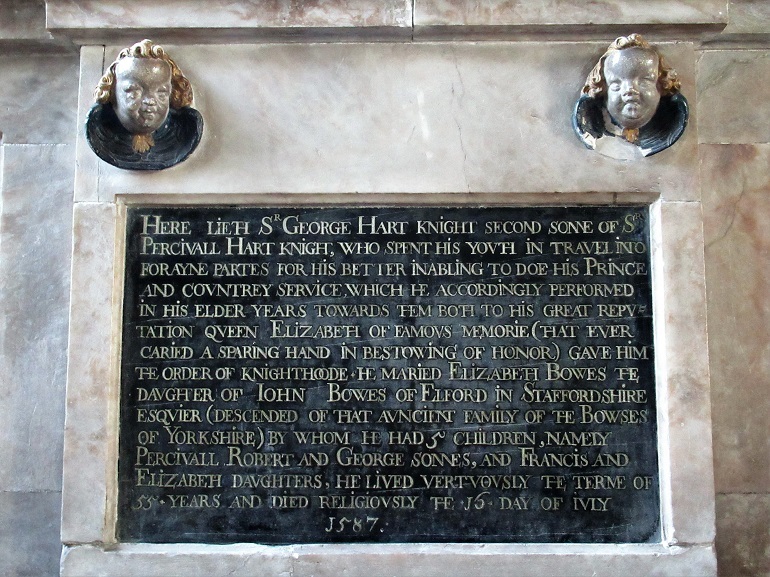 HERE LIETH Sᴿ GEORGE HART KNIGHT SECOND SONE OF Sᴿ
PERCIVALL HART KNIGH, WHO SPENT HIS YOVTH IN TRAVEL INTO
FORAYNE PARTES FOR HIS BETTER INABLING TO DOE HIS PRINCE
AND COVNTREY SERVICE, WHICH HE ACCORDINGLY PERFORMED
IN HIS ELDER YEARS TOWARDS THEM BOTH TO HIS GREAT REPV-
TATION QUEEN ELIZABETH OF FAMOVS MEMORIE (THAT EVER
CARIED A SPARING HAND IN BESTOWING OF HONOR) GAVE HIM
THE ORDER OF KNIGHTHOODE HE MARIED ELIZABETH BOWES THE
DAUGHTER OF IOHN BOWES OF ELFORD IN STAFFORDSHIRE
ESQVIER (DESCENDED OF THAT AVNCIENT FAMILY OF THE BOWSES
OF YORKSHIRE) BY WHOM HE HAD 5 CHILDREN, NAMELY
PERCIVALL ROBERT AND GEORGE SONNES, AND FRANCIS AND
ELIZABETH DAUGHTERS, HE LIVED VERTVOVSLY THE TERME OF
55 · YEARS AND DIED RELIGIOVSLY THE · 16 · DAY OF IVLY
1587.